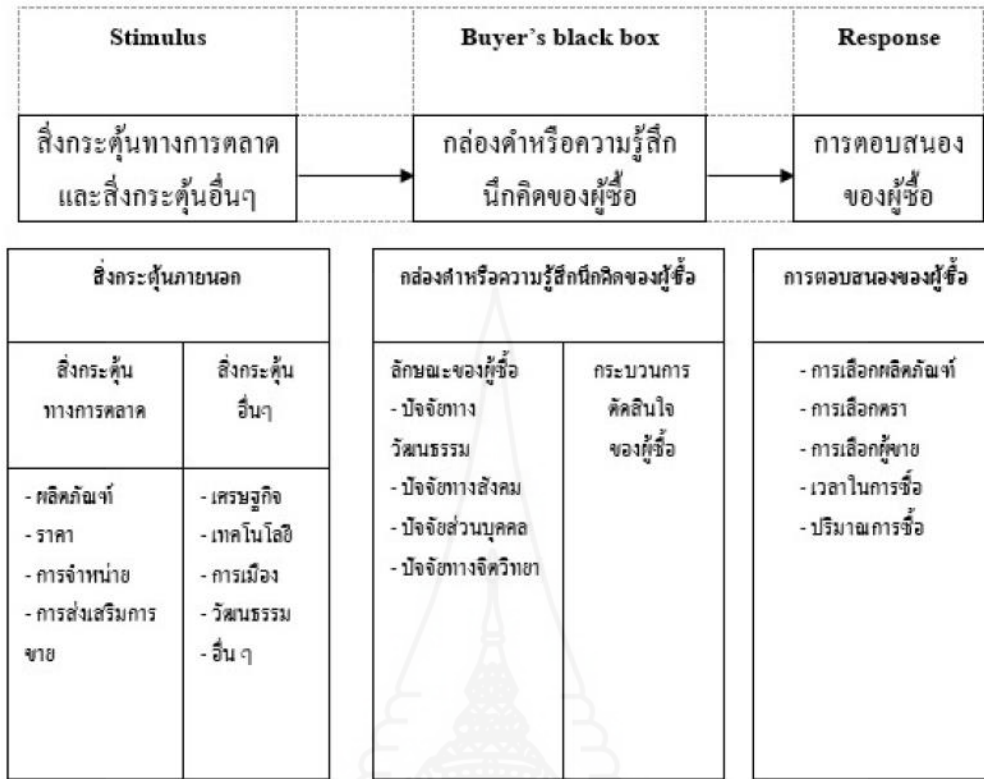 Stimulus
Buyer's black box
Response
สิ่งกระตุ้นทางการตลาด
และสิ่งกระตุ้นอื่นๆ
กล่องดำหรือความรู้สึก
นึกคิดของผู้ซื้อ
การตอบสนอง
ของผู้ซื้อ
สิ่งกระตุ้นภายนอก
สิ่งกระตุ้น
ทางการตลาด
สิ่งกระตุ้น
อื่นๆ
- ผลิตภัณฑ์
- ราคา
- การจำหน่าย
- การส่งเสริมการ
ขาย
- เศรษฐกิจ
- เทคโนโลยี
- การเมือง
- วัฒนธรรม
- อื่น ๆ
กล่องดำหรือความรู้สึกนึกคิดของผู้ซื้อ
ลักษณะของผู้ซื้อ
- ปัจจัยทาง
วัฒนธรรม
- ปัจจัยทางสังคม
- ปัจจัยส่วนบุคคล
- ปัจจัยทางจิตวิทยา
กระบวนการ
ตัดสินใจ
ของผู้ซื้อ
การตอบสนองของผู้ซื้อ
- การเลือกผลิตภัณฑ์
- การเลือกตรา
- การเลือกผู้ขาย
- เวลาในการซื้อ
- ปริมาณการซื้อ